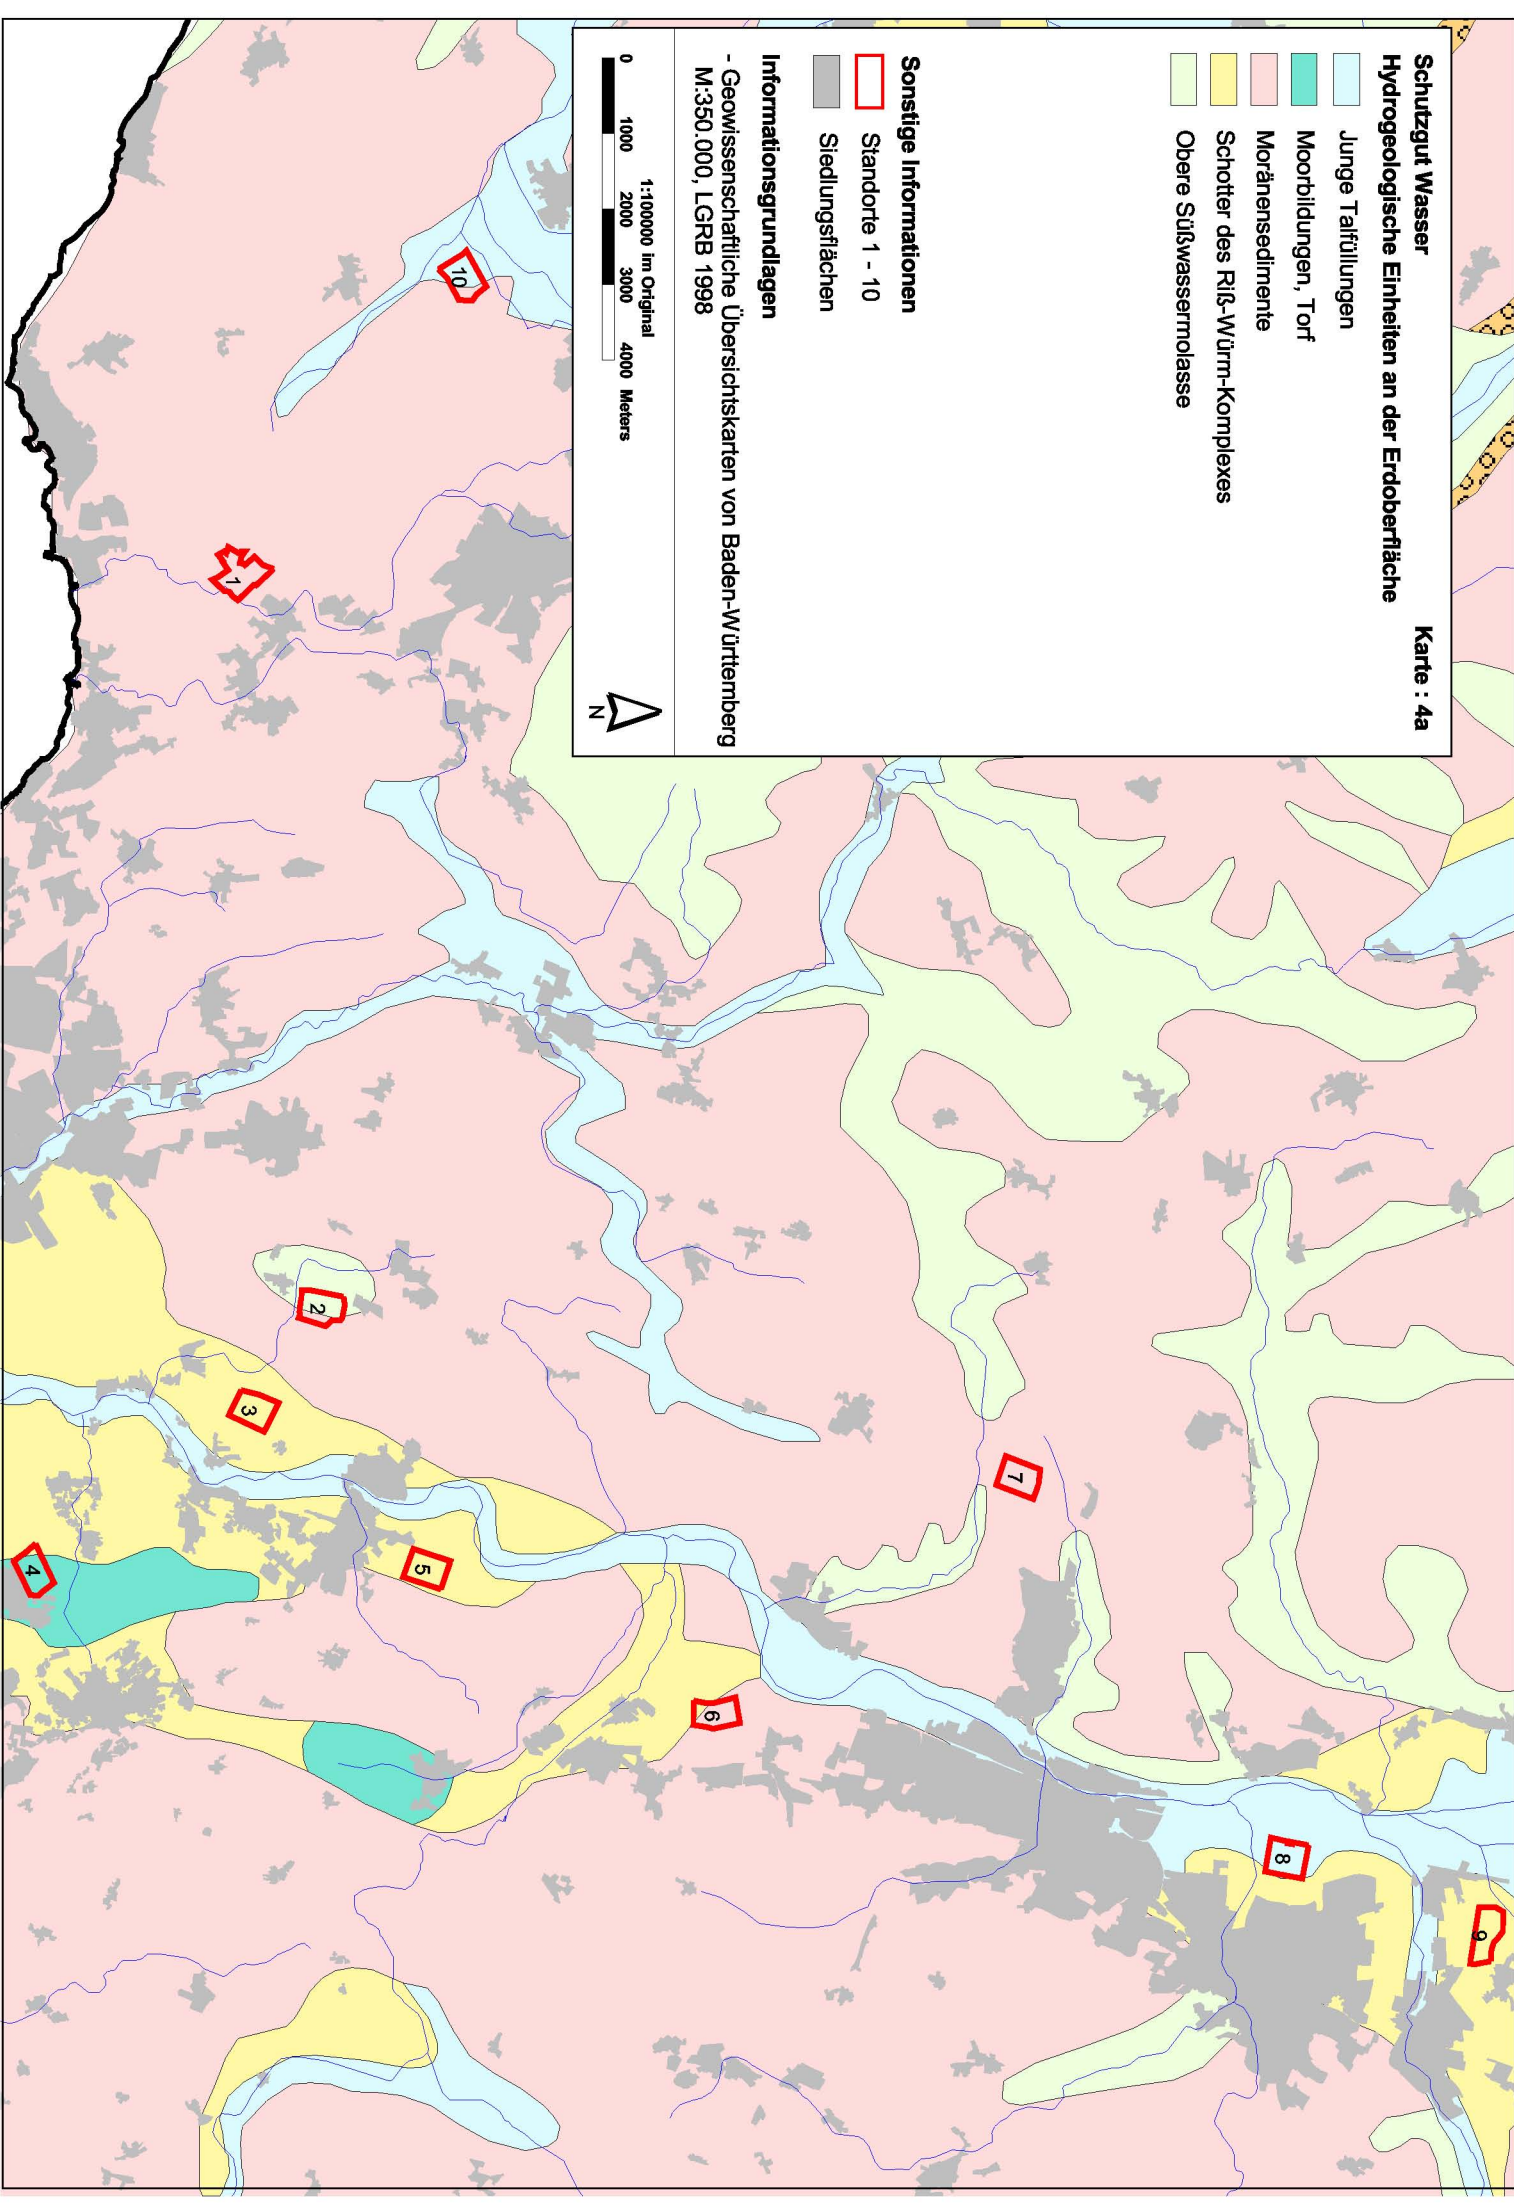 Schutzgut Wasser
Karte : 4a
Hydrogeologische Einheiten an der Erdoberfläche
Junge Talfüllungen
Moorbildungen, Torf
Moränensedimente
Schotter des Riß-Würm-Komplexes
Obere Süßwassermolasse
Sonstige Informationen
Standorte 1 - 10
Siedlungsflächen
Informationsgrundlagen
- Geowissenschaftliche Übersichtskarten von Baden-Württemberg
M:350.000, LGRB 1998
1:10000 im Original
0 1000 2000 3000 4000 Meters
N
9
8
7
6
10
5
2
3
1
4